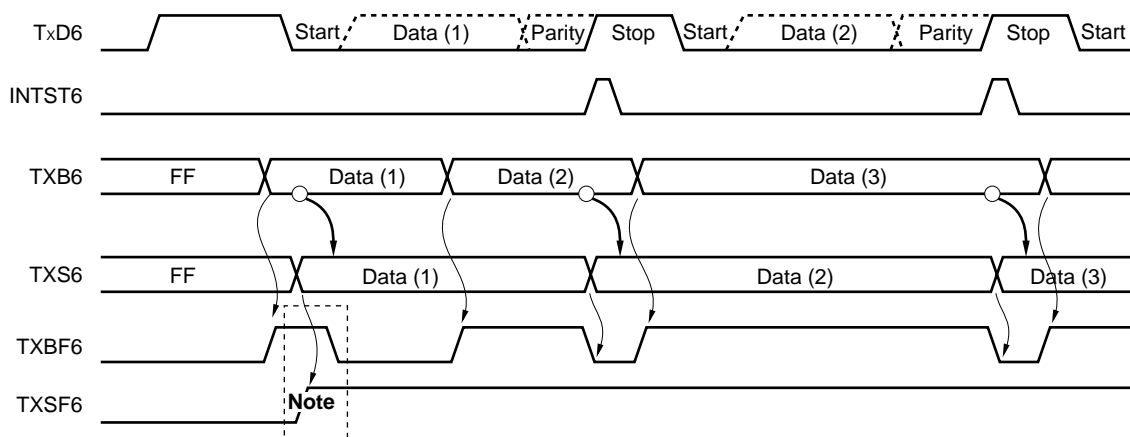 TxD6 Start Data (1) Parity Stop Start Data (2) Parity Stop Start
INTST6
TXB6 FF Data (1) Data (2) Data (3)
TXS6 FF Data (1) Data (2) Data (3)
TXBF6
TXSF6 Note